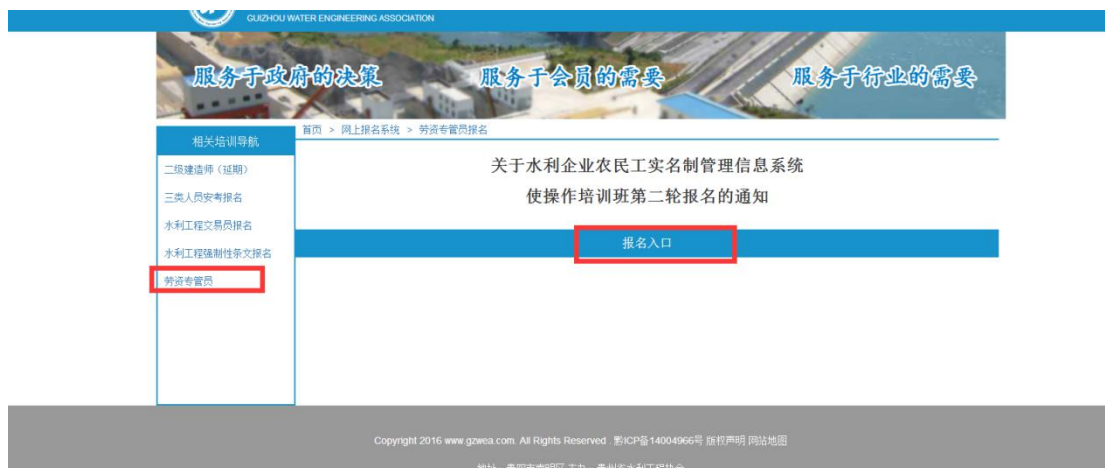 GUIZHOU WATER ENGINEERING ASSOCIATION
服务于政府的决策 服务于会员的需要 服务于行业的需要
相关培训导航
二级建造师（延期）
三类人员安考报名
水利工程交易员报名
水利工程强制性条文报名
劳资专管员
首页 > 网上报名系统 > 劳资专管员报名
关于水利企业农民工实名制管理信息系统
使操作培训班第二轮报名的通知
报名入口
Copyright 2016 www.gzwea.com. All Rights Reserved . 黔ICP备14004966号 版权声明 网站地图